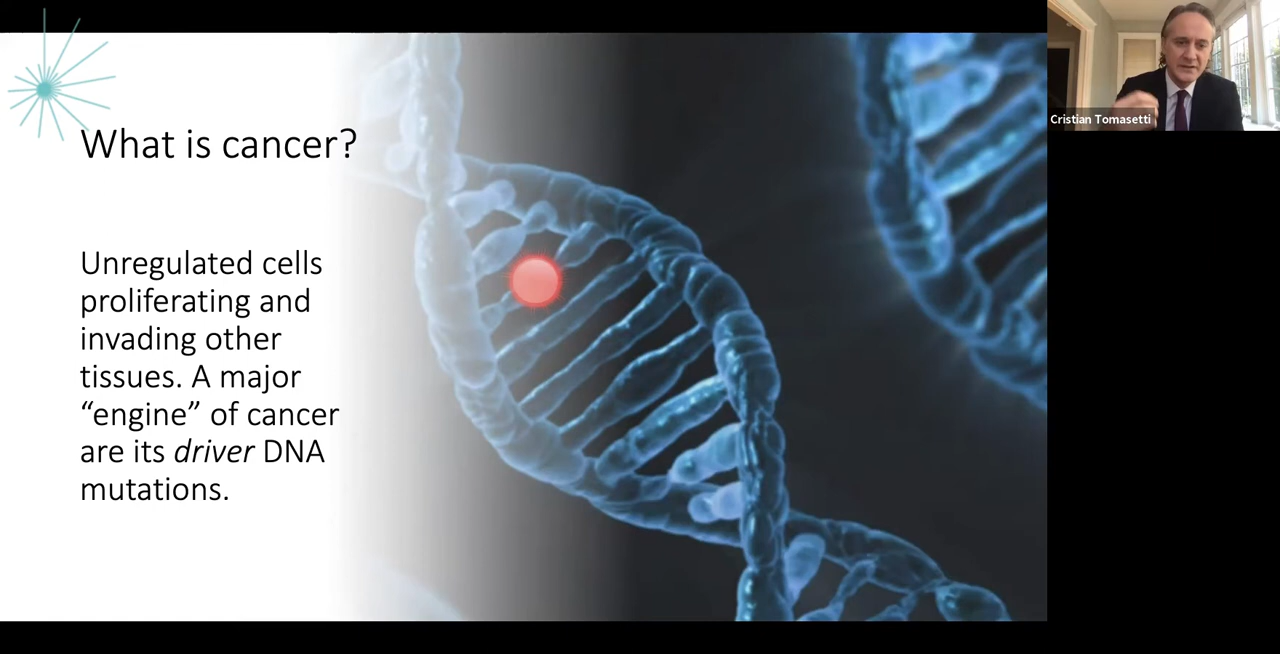 What is cancer?
Unregulated cells
proliferating and
invading other
tissues. A major
“engine” of cancer
are its driver DNA
mutations.
Cristian Tomasetti